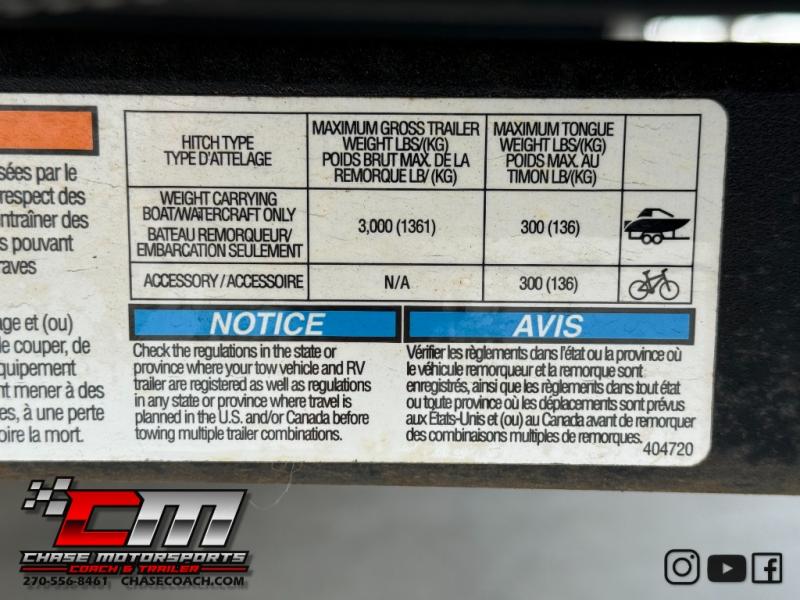 sées par le
respect des
ntraîner des
s pouvant
raves
age et (ou)
le couper, de
quipement
nt mener à des
es, à une perte
oire la mort.
HITCH TYPE
TYPE D'ATTELAGE
MAXIMUM GROSS TRAILER
WEIGHT LBS/(KG)
POIDS BRUT MAX. DE LA
REMORQUE LB/ (KG)
MAXIMUM TONGUE
WEIGHT LBS/(KG)
POIDS MAX. AU
TIMON LB/(KG)
WEIGHT CARRYING
BOAT/WATERCRAFT ONLY
BATEAU REMORQUEUR/
EMBARCATION SEULEMENT
3,000 (1361)
300 (136)
ACCESSORY / ACCESSOIRE
N/A
300 (136)
NOTICE
Check the regulations in the state or
province where your tow vehicle and RV
trailer are registered as well as regulations
in any state or province where travel is
planned in the U.S. and/or Canada before
towing multiple trailer combinations.
AVIS
Vérifier les règlements dans l'état ou la province où
le véhicule remorqueur et la remorque sont
enregistrés, ainsi que les règlements dans tout état
ou toute province où les déplacements sont prévus
aux États-Unis et (ou) au Canada avant de remorquer
des combinaisons multiples de remorques.
404720
CM
CHASE MOTORSPORTS
COACH & TRAILER
270-556-8461 CHASECOACH.COM